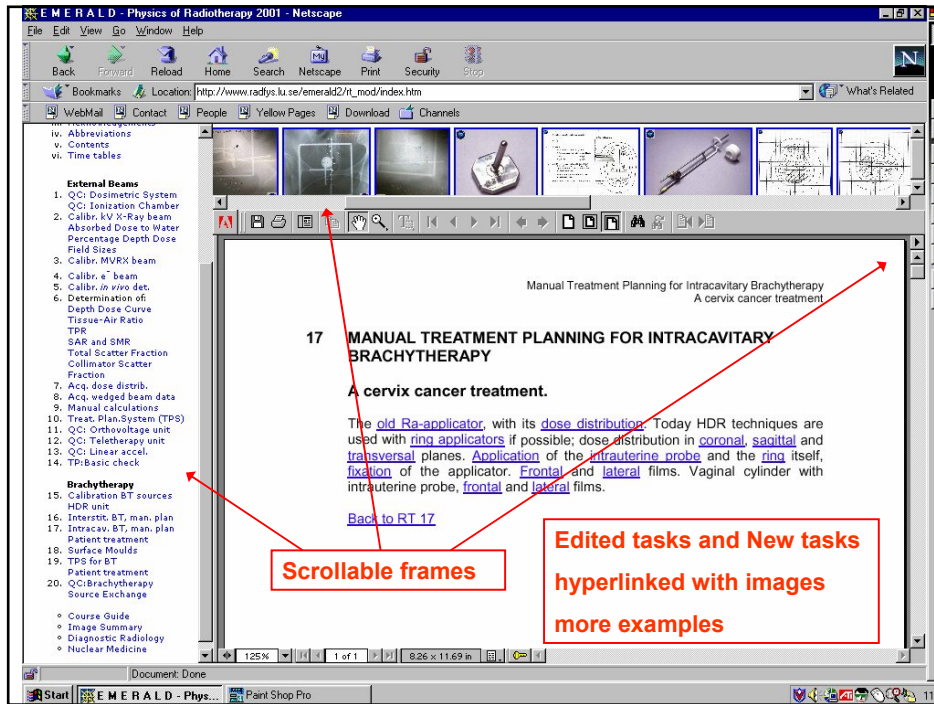 E M E R A L D - Physics of Radiotherapy 2001 - Netscape
File Edit View Go Window Help
Back Forward Reload Home Search Netscape Print Security Stop
Bookmarks Location: http://www.radfys.lu.se/emerald2/rt_mod/index.htm What's Related
WebMail Contact People Yellow Pages Download Channels
iv. Abbreviations
v. Contents
vi. Time tables
External Beams
1. QC: Dosimetric System
QC: Ionization Chamber
2. Calibr. kV X-Ray beam
Absorbed Dose to Water
Percentage Depth Dose
Field Sizes
3. Calibr. MVRX beam
4. Calibr. e- beam
5. Calibr. in vivo det.
6. Determination of:
Depth Dose Curve
Tissue-Air Ratio
TPR
SAR and SMR
Total Scatter Fraction
Collimator Scatter
Fraction
7. Acq. dose distrib.
8. Acq. wedged beam data
9. Manual calculations
10. Treat. Plan.System (TPS)
11. QC: Orthovoltage unit
12. QC: Teletherapy unit
13. QC: Linear accel.
14. TP:Basic check
Brachytherapy
15. Calibration BT sources
HDR unit
16. Interstit. BT, man. plan
17. Intracav. BT, man. plan
Patient treatment
18. Surface Moulds
19. TPS for BT
Patient treatment
20. QC:Brachytherapy
Source Exchange
° Course Guide
° Image Summary
° Diagnostic Radiology
° Nuclear Medicine
Manual Treatment Planning for Intracavitary Brachytherapy
A cervix cancer treatment
17 MANUAL TREATMENT PLANNING FOR INTRACAVITARY
BRACHYTHERAPY
A cervix cancer treatment.
The old Ra-applicator, with its dose distribution. Today HDR techniques are
used with ring applicators if possible; dose distribution in coronal, sagittal and
transversal planes. Application of the intrauterine probe and the ring itself,
fixation of the applicator. Frontal and lateral films. Vaginal cylinder with
intrauterine probe, frontal and lateral films.
Back to RT 17
Scrollable frames
Edited tasks and New tasks
hyperlinked with images
more examples
125% 1 of 1 8.26 x 11.69 in
Document: Done
Start E M E R A L D - Phys... Paint Shop Pro 11